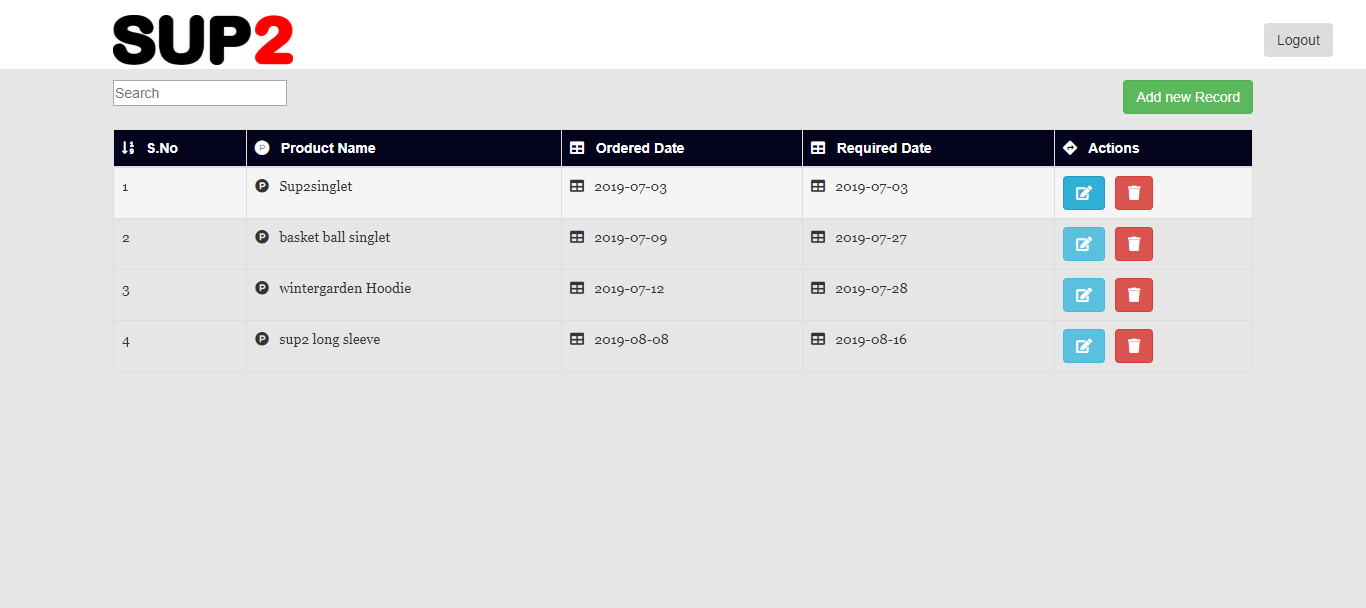 SUP2
Logout
Search
Add new Record
S.No Product Name Ordered Date Required Date Actions
1 Sup2singlet 2019-07-03 2019-07-03
2 basket ball singlet 2019-07-09 2019-07-27
3 wintergarden Hoodie 2019-07-12 2019-07-28
4 sup2 long sleeve 2019-08-08 2019-08-16